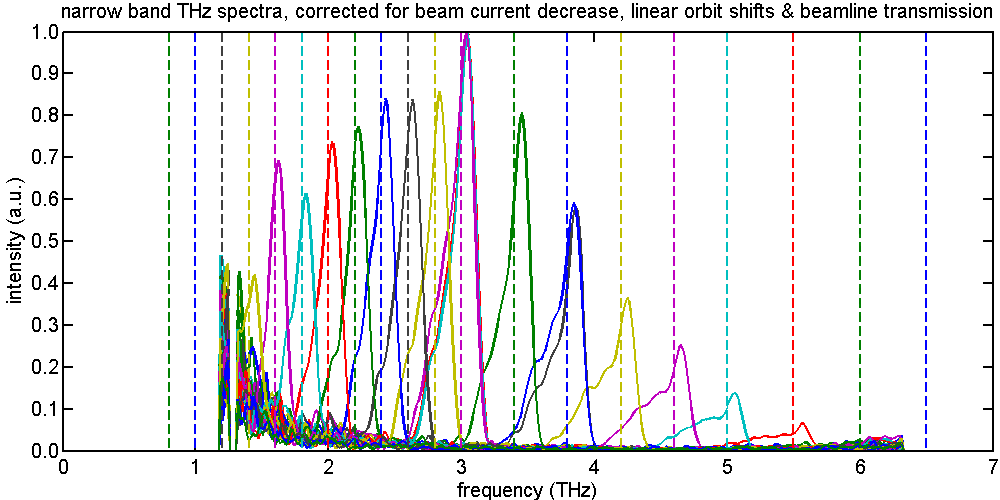 narrow band THz spectra, corrected for beam current decrease, linear orbit shifts & beamline transmission
1.0
0.9
0.8
0.7
0.6
0.5
0.4
0.3
0.2
0.1
0.0
intensity (a.u.)
0 1 2 3 4 5 6 7
frequency (THz)